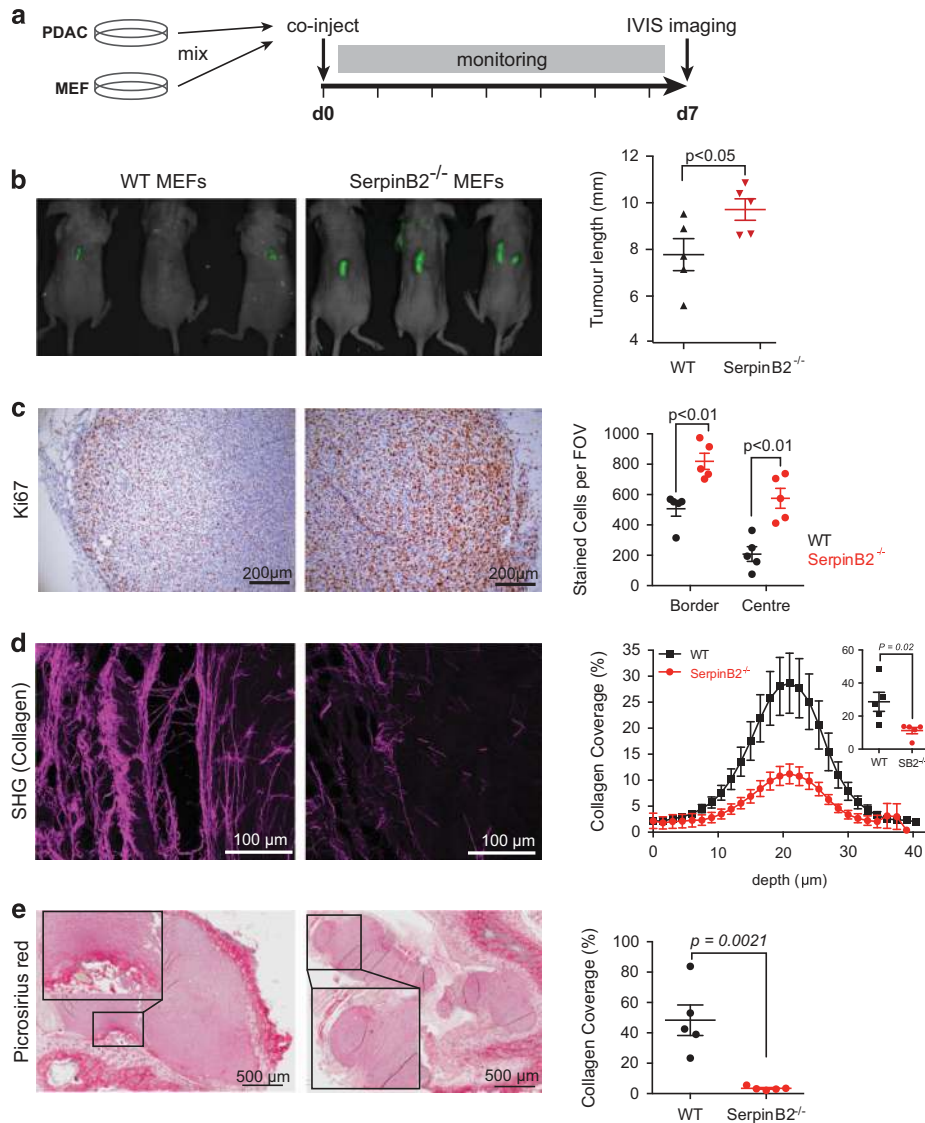 a
PDAC
MEF
mix
co-inject
IVIS imaging
monitoring
d0
d7
b
WT MEFs
SerpinB2-/- MEFs
p<0.05
Tumour length (mm)
12
10
8
6
4
WT
SerpinB2-/-
c
Ki67
200µm
200µm
p<0.01
p<0.01
Stained Cells per FOV
1000
800
600
400
200
0
Border
Centre
WT
SerpinB2-/-
d
SHG (Collagen)
100 µm
100 µm
Collagen Coverage (%)
35
30
25
20
15
10
5
0
0
10
20
30
40
depth (µm)
WT
SerpinB2-/-
P = 0.02
60
40
20
0
WT
SB2-/-
e
Picrosirius red
500 µm
500 µm
p = 0.0021
Collagen Coverage (%)
100
80
60
40
20
0
WT
SerpinB2-/-